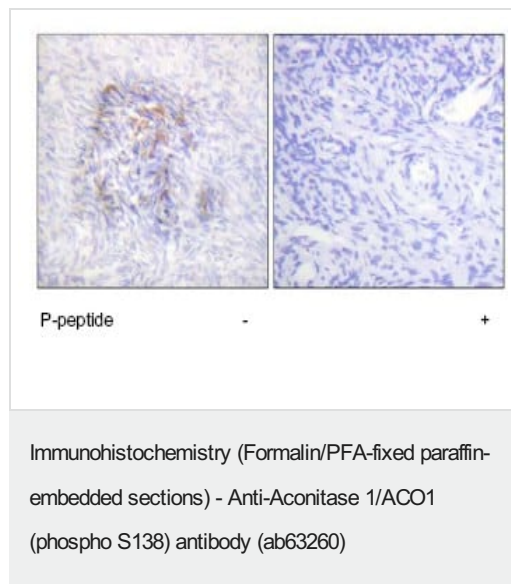 P-peptide - +
Immunohistochemistry (Formalin/PFA-fixed paraffin-
embedded sections) - Anti-Aconitase 1/ACO1
(phospho S138) antibody (ab63260)